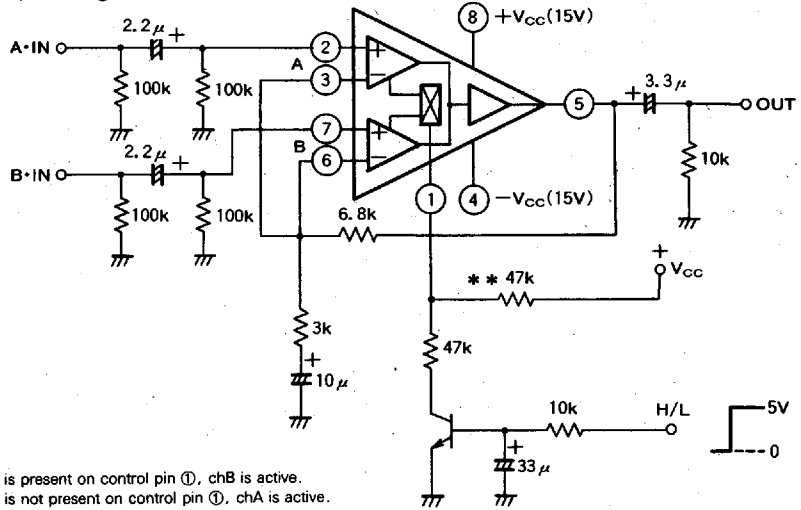 2.2μ +
A·IN
100k
100k
2
3
A
+
−
8
+VCC(15V)
2.2μ +
B·IN
100k
100k
7
6
B
+
−
5
+ 3.3μ
OUT
10k
1
4
−VCC(15V)
6.8k
** 47k
+
VCC
3k
+
10μ
47k
10k
H/L
5V
0
+
33μ
is present on control pin ①, chB is active.
is not present on control pin ①, chA is active.